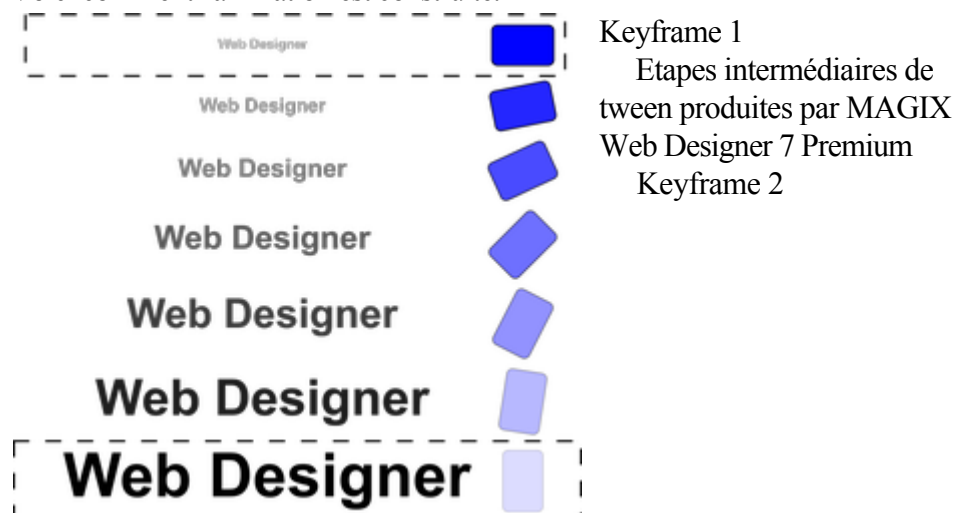 Web Designer
Web Designer
Web Designer
Web Designer
Web Designer
Web Designer
Web Designer
Keyframe 1
Etapes intermédiaires de
tween produites par MAGIX
Web Designer 7 Premium
Keyframe 2